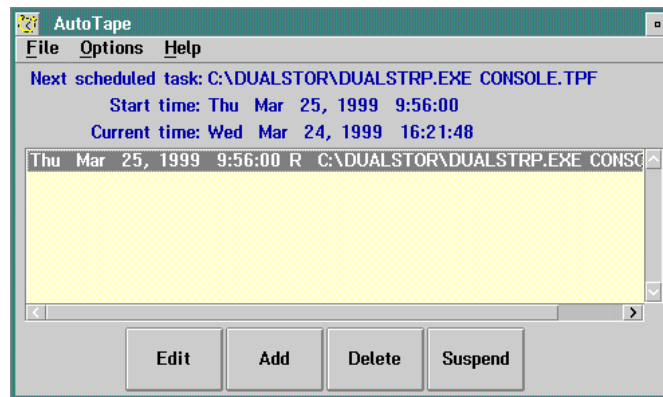 AutoTape
File Options Help
Next scheduled task: C:\DUALSTOR\DUALSTRP.EXE CONSOLE.TPF
Start time: Thu Mar 25, 1999 9:56:00
Current time: Wed Mar 24, 1999 16:21:48
Thu Mar 25, 1999 9:56:00 R C:\DUALSTOR\DUALSTRP.EXE
Edit Add Delete Suspend